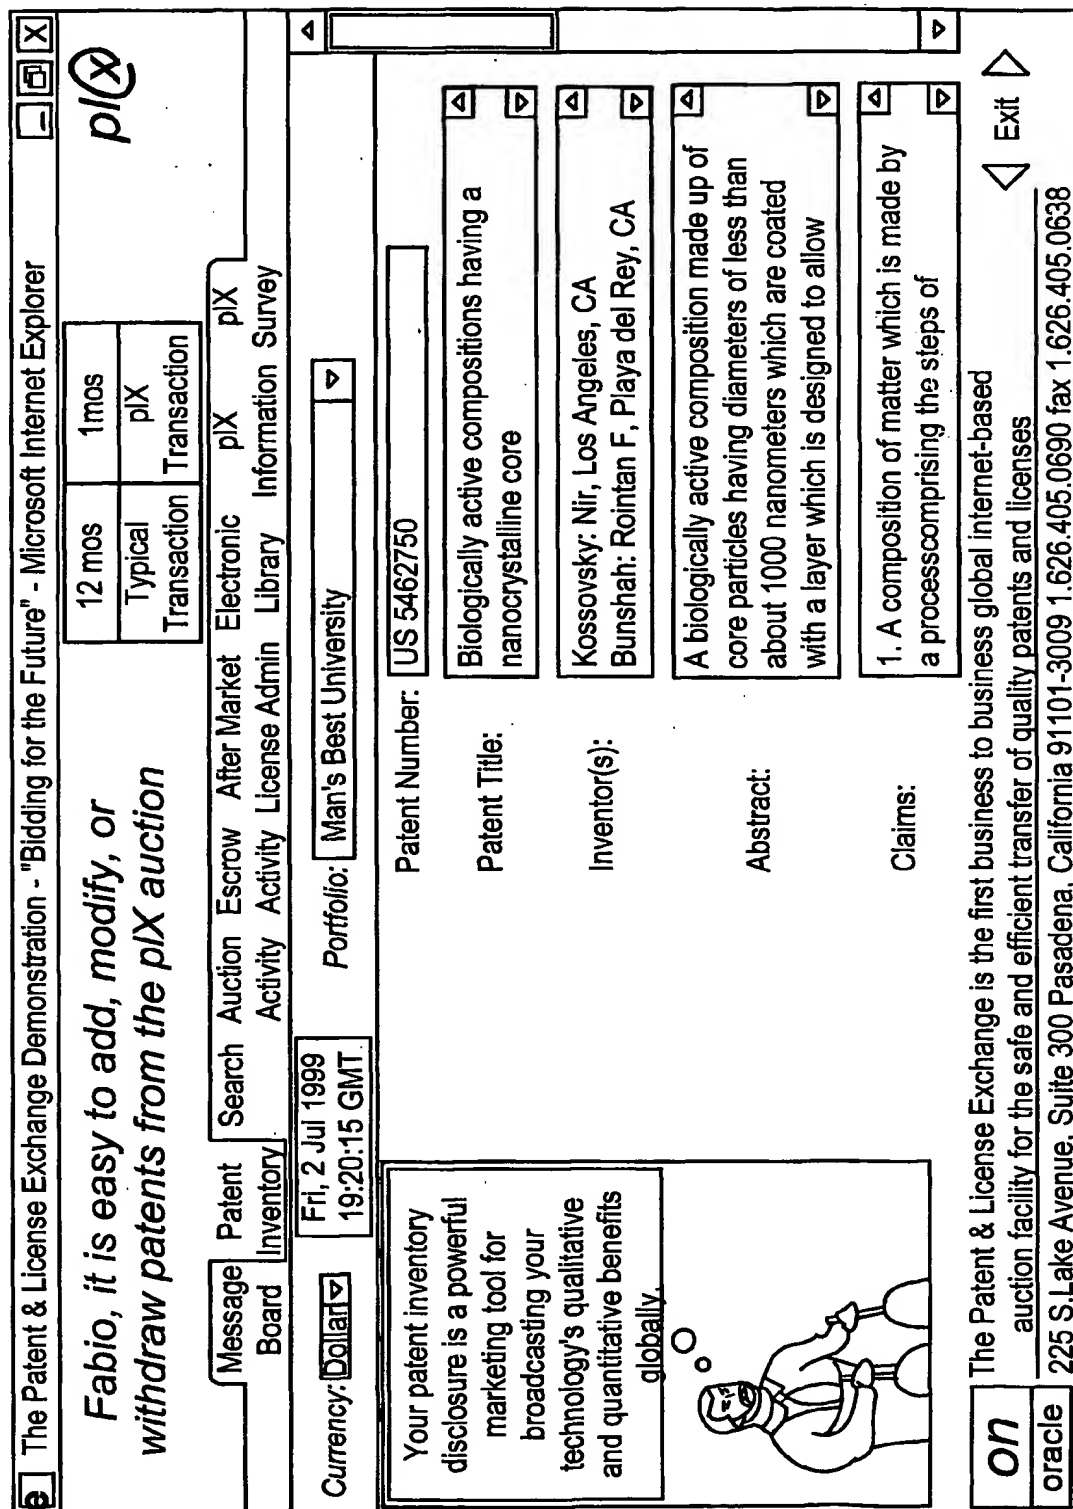 e The Patent & License Exchange Demonstration - "Bidding for the Future" - Microsoft Internet Explorer
Fabio, it is easy to add, modify, or
withdraw patents from the plX auction
12 mos 1mos
Typical Transaction plX Transaction
plx
Message Board Patent Inventory Search Auction Activity Escrow Activity After Market License Admin Electronic Library plX Information plX Survey
Currency: Dollar
Fri, 2 Jul 1999
19:20:15 GMT
Portfolio: Man's Best University
Your patent inventory
disclosure is a powerful
marketing tool for
broadcasting your
technology's qualitative
and quantitative benefits
globally.
Patent Number: US 5462750
Patent Title: Biologically active compositions having a
nanocrystalline core
Inventor(s): Kossovsky: Nir, Los Angeles, CA
Bunshah: Rointan F, Playa del Rey, CA
Abstract: A biologically active composition made up of
core particles having diameters of less than
about 1000 nanometers which are coated
with a layer which is designed to allow
Claims: 1. A composition of matter which is made by
a processcomprising the steps of
on
oracle
The Patent & License Exchange is the first business to business global internet-based
auction facility for the safe and efficient transfer of quality patents and licenses
225 S.Lake Avenue, Suite 300 Pasadena, California 91101-3009 1.626.405.0690 fax 1.626.405.0638
Exit